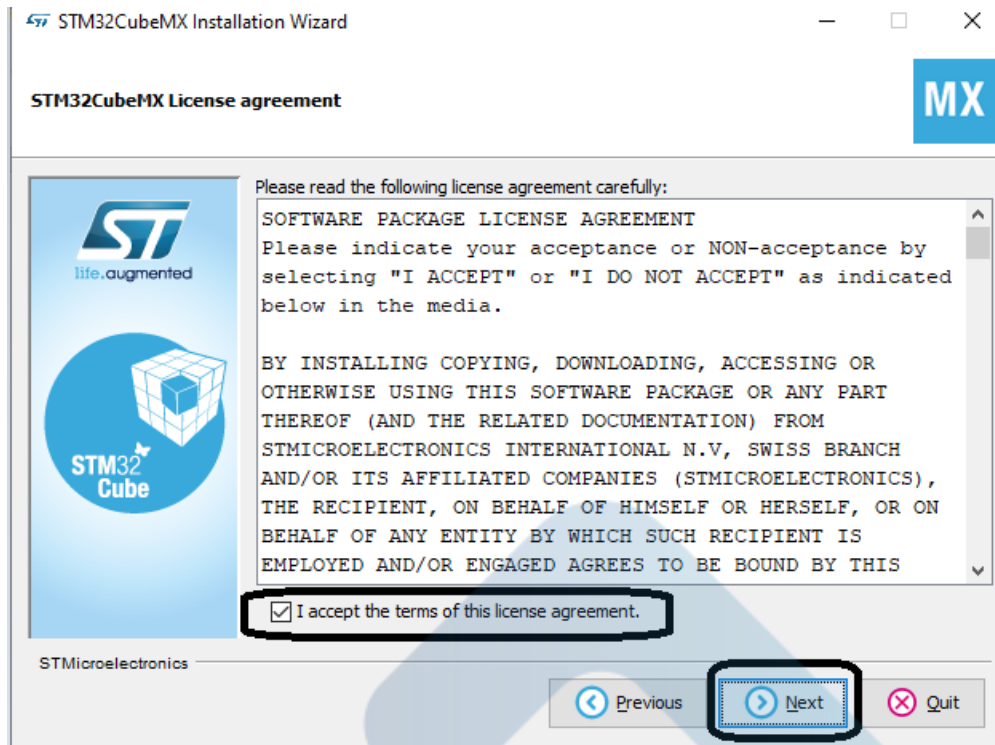 STM32CubeMX Installation Wizard
STM32CubeMX License agreement
MX
ST
life.augmented
STM32
Cube
Please read the following license agreement carefully:
SOFTWARE PACKAGE LICENSE AGREEMENT
Please indicate your acceptance or NON-acceptance by
selecting "I ACCEPT" or "I DO NOT ACCEPT" as indicated
below in the media.
BY INSTALLING COPYING, DOWNLOADING, ACCESSING OR
OTHERWISE USING THIS SOFTWARE PACKAGE OR ANY PART
THEREOF (AND THE RELATED DOCUMENTATION) FROM
STMICROELECTRONICS INTERNATIONAL N.V, SWISS BRANCH
AND/OR ITS AFFILIATED COMPANIES (STMICROELECTRONICS),
THE RECIPIENT, ON BEHALF OF HIMSELF OR HERSELF, OR ON
BEHALF OF ANY ENTITY BY WHICH SUCH RECIPIENT IS
EMPLOYED AND/OR ENGAGED AGREES TO BE BOUND BY THIS
I accept the terms of this license agreement.
STMicroelectronics
Previous
Next
Quit